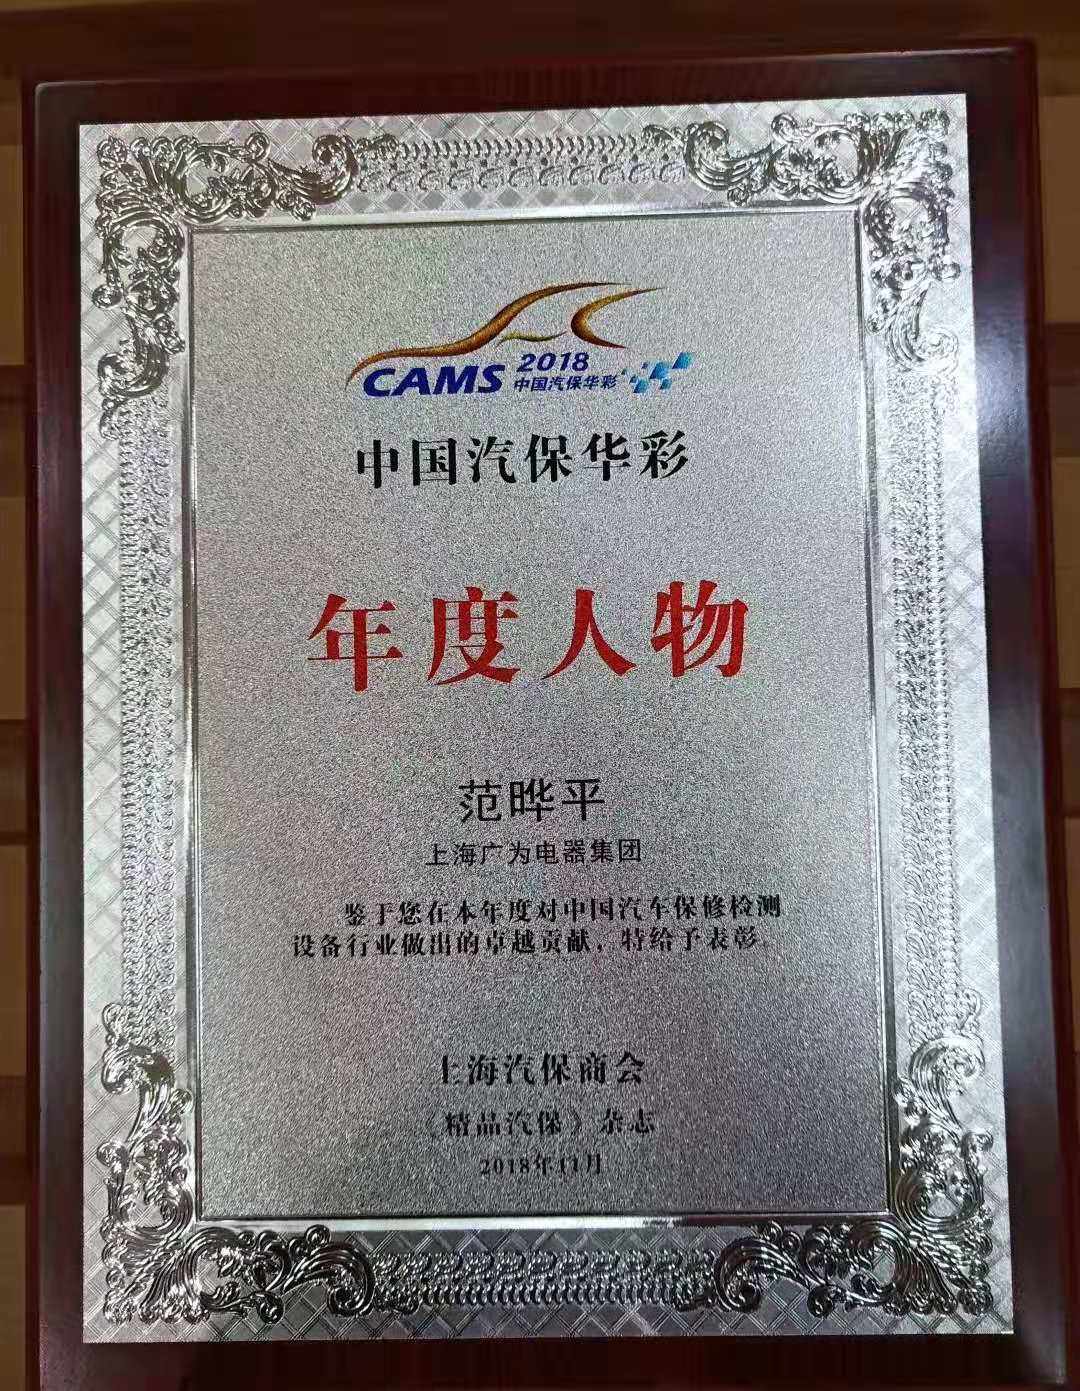 CAMS 2018
中国汽保华彩
中国汽保华彩
年度人物
范晔平
上海广为电器集团
鉴于您在本年度对中国汽车保修检测
设备行业做出的卓越贡献，特给予表彰。
上海汽保商会
《精品汽保》杂志
2018年11月